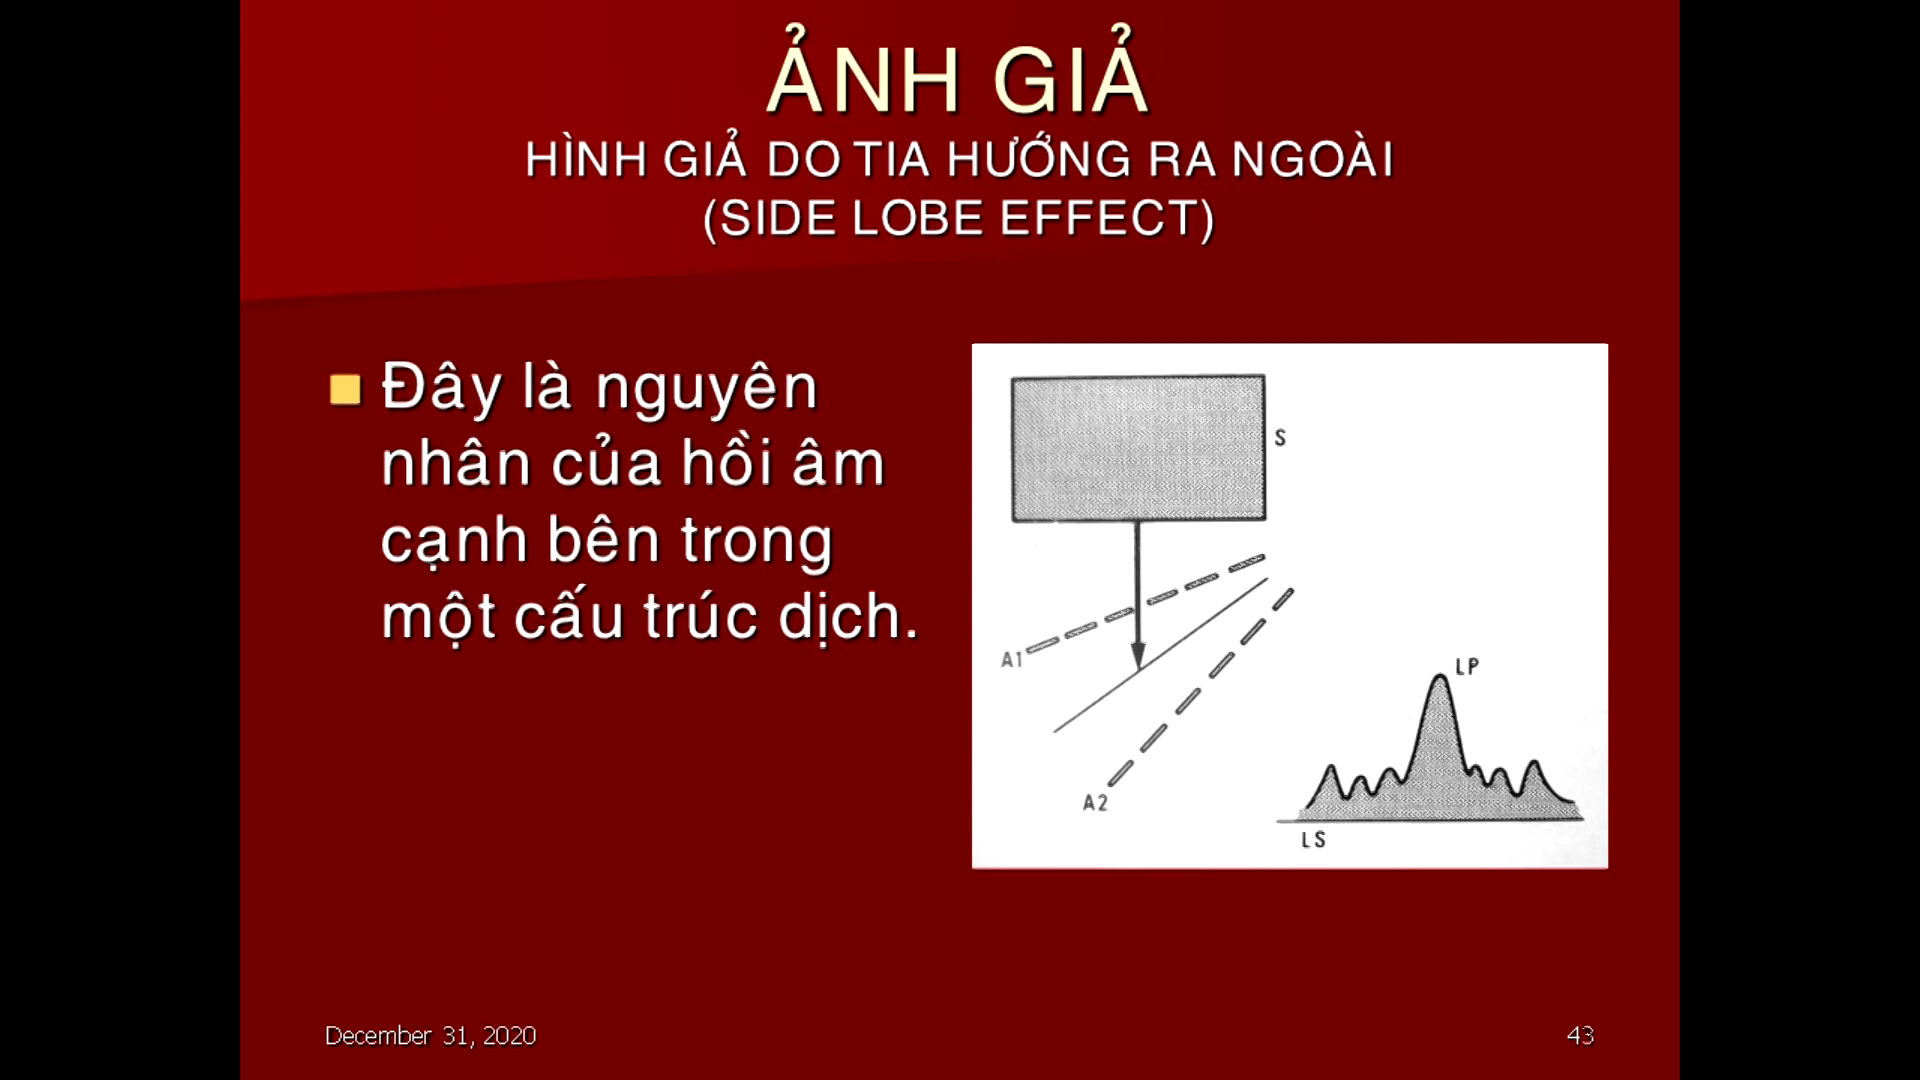 ẢNH GIẢ
HÌNH GIẢ DO TIA HƯỚNG RA NGOÀI
(SIDE LOBE EFFECT)
Đây là nguyên
nhân của hồi âm
cạnh bên trong
một cấu trúc dịch.
S
A1
A2
LP
LS
December 31, 2020
43